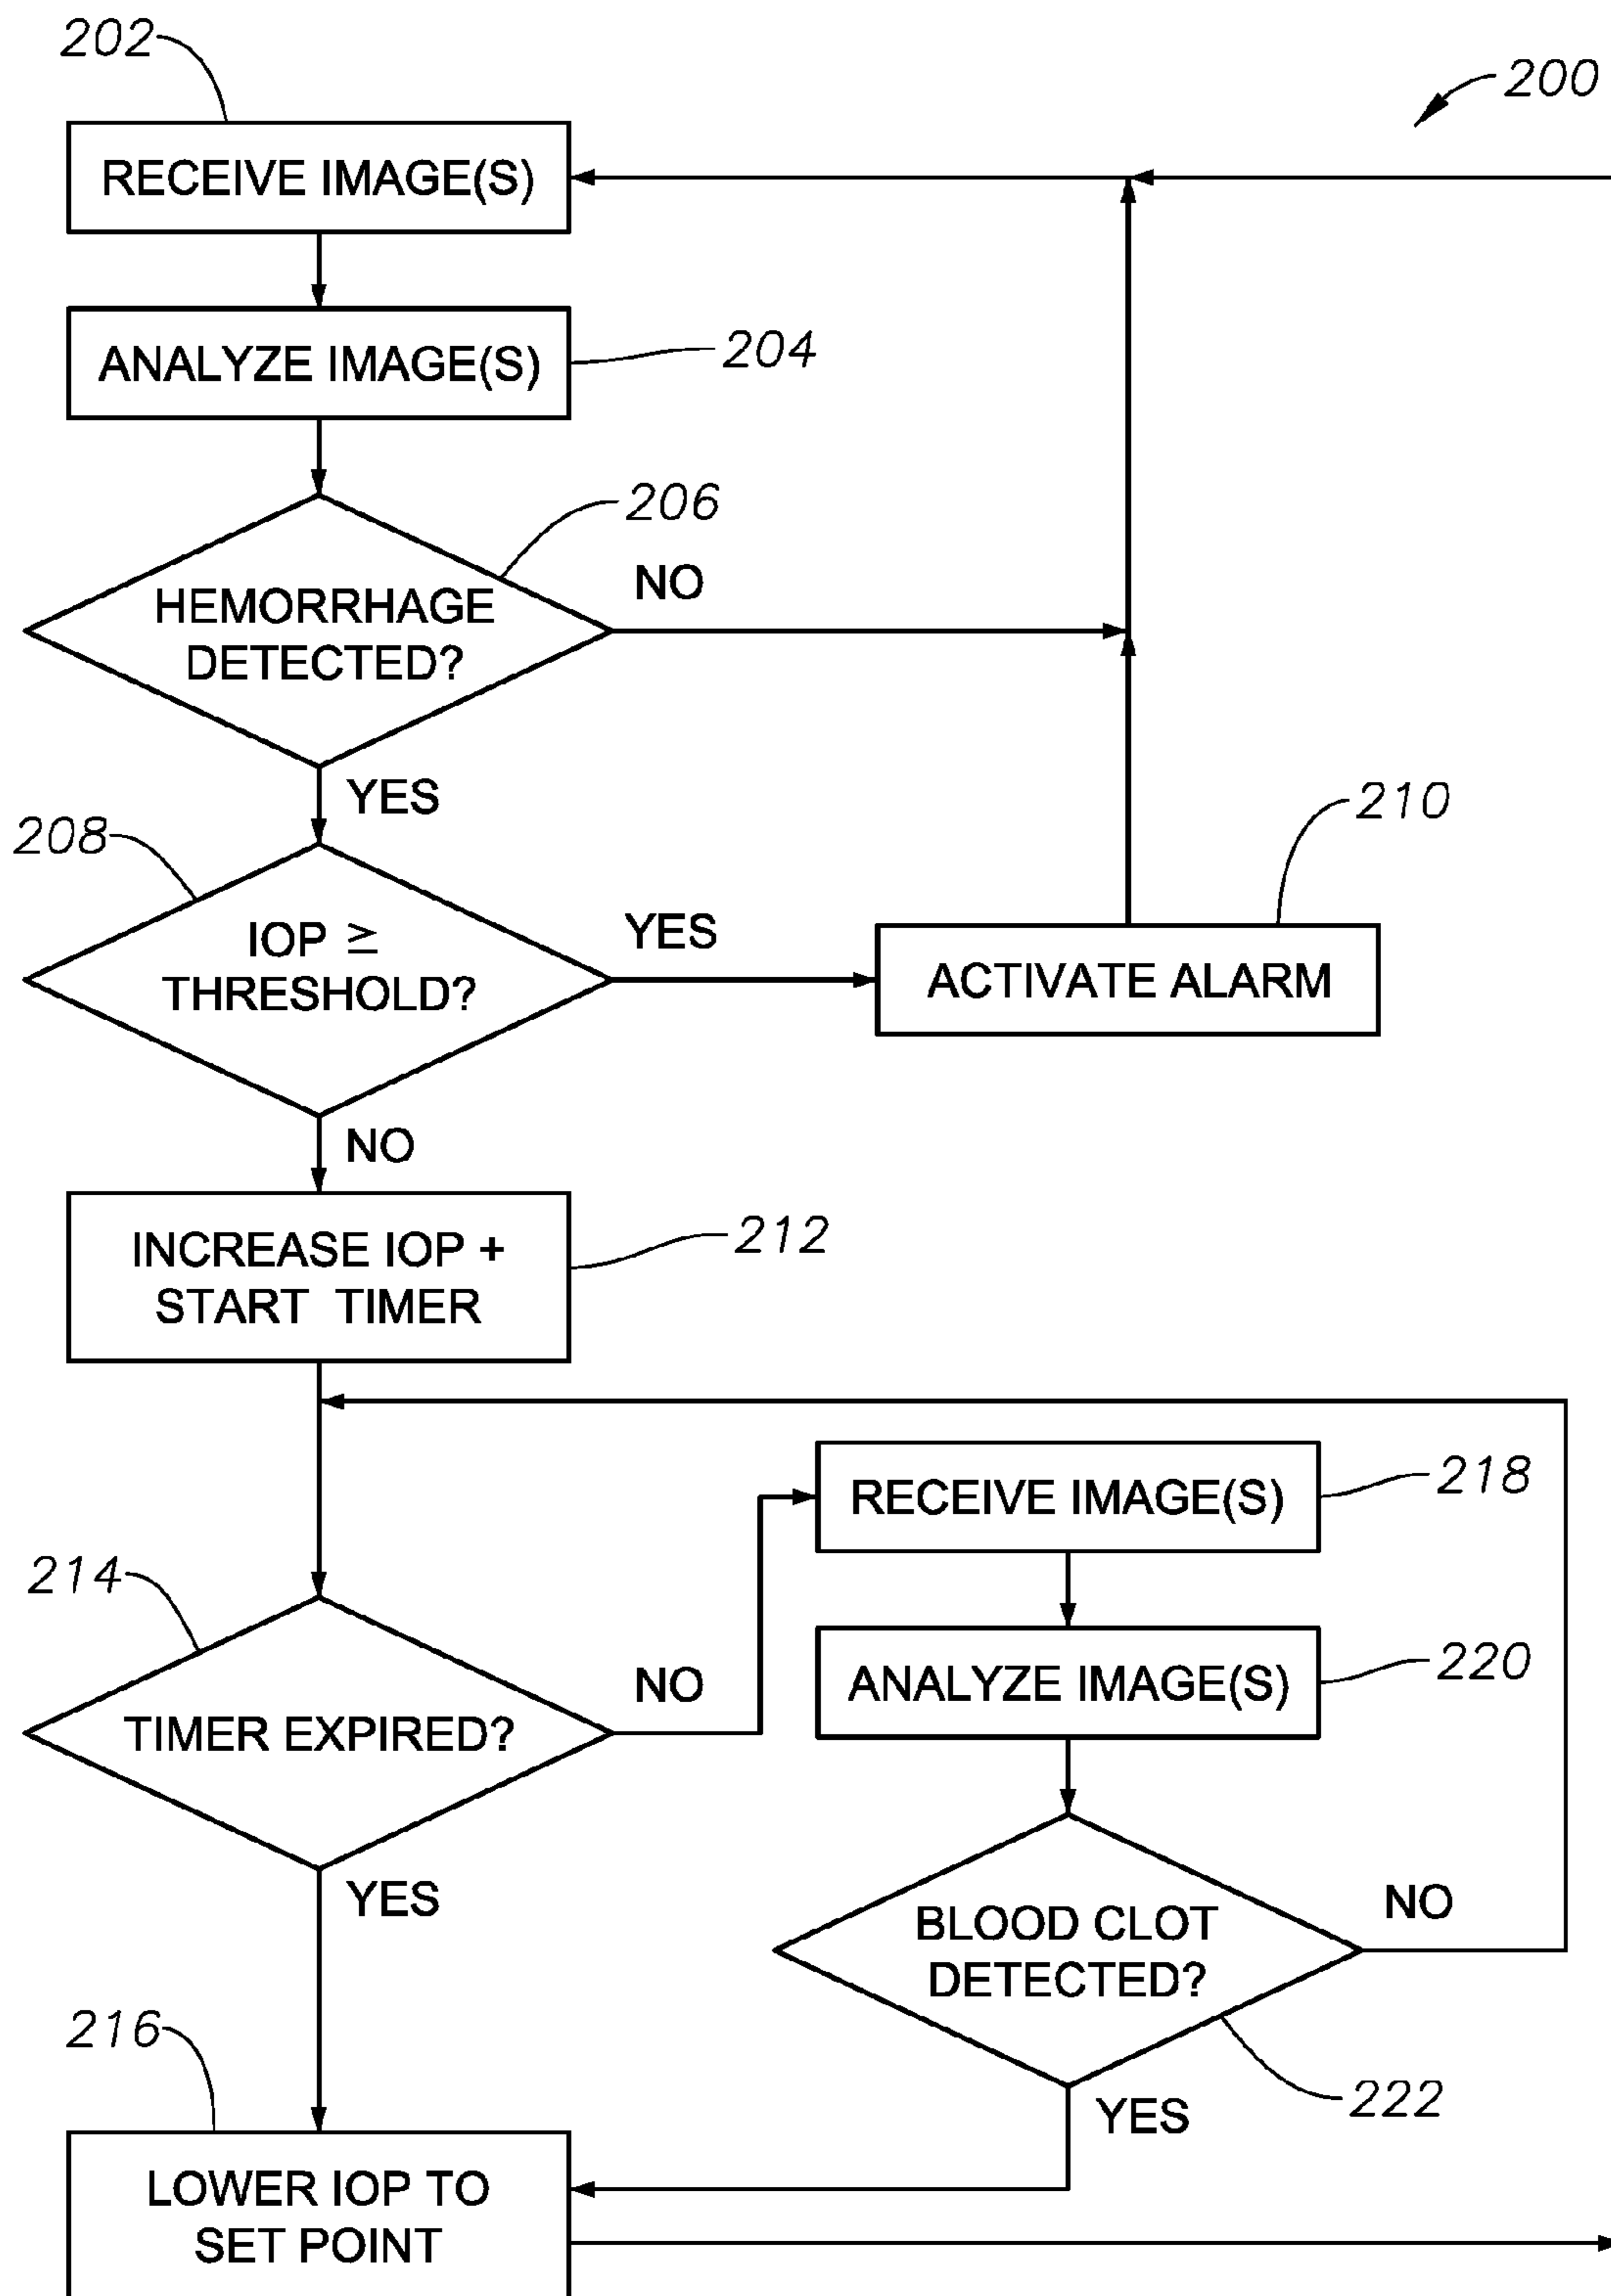 202
200
RECEIVE IMAGE(S)
ANALYZE IMAGE(S)
204
206
NO
HEMORRHAGE
DETECTED?
YES
208
210
IOP ≥
THRESHOLD?
YES
ACTIVATE ALARM
NO
INCREASE IOP +
START TIMER
212
RECEIVE IMAGE(S)
218
214
NO
ANALYZE IMAGE(S)
220
TIMER EXPIRED?
YES
BLOOD CLOT
DETECTED?
NO
216
222
YES
LOWER IOP TO
SET POINT